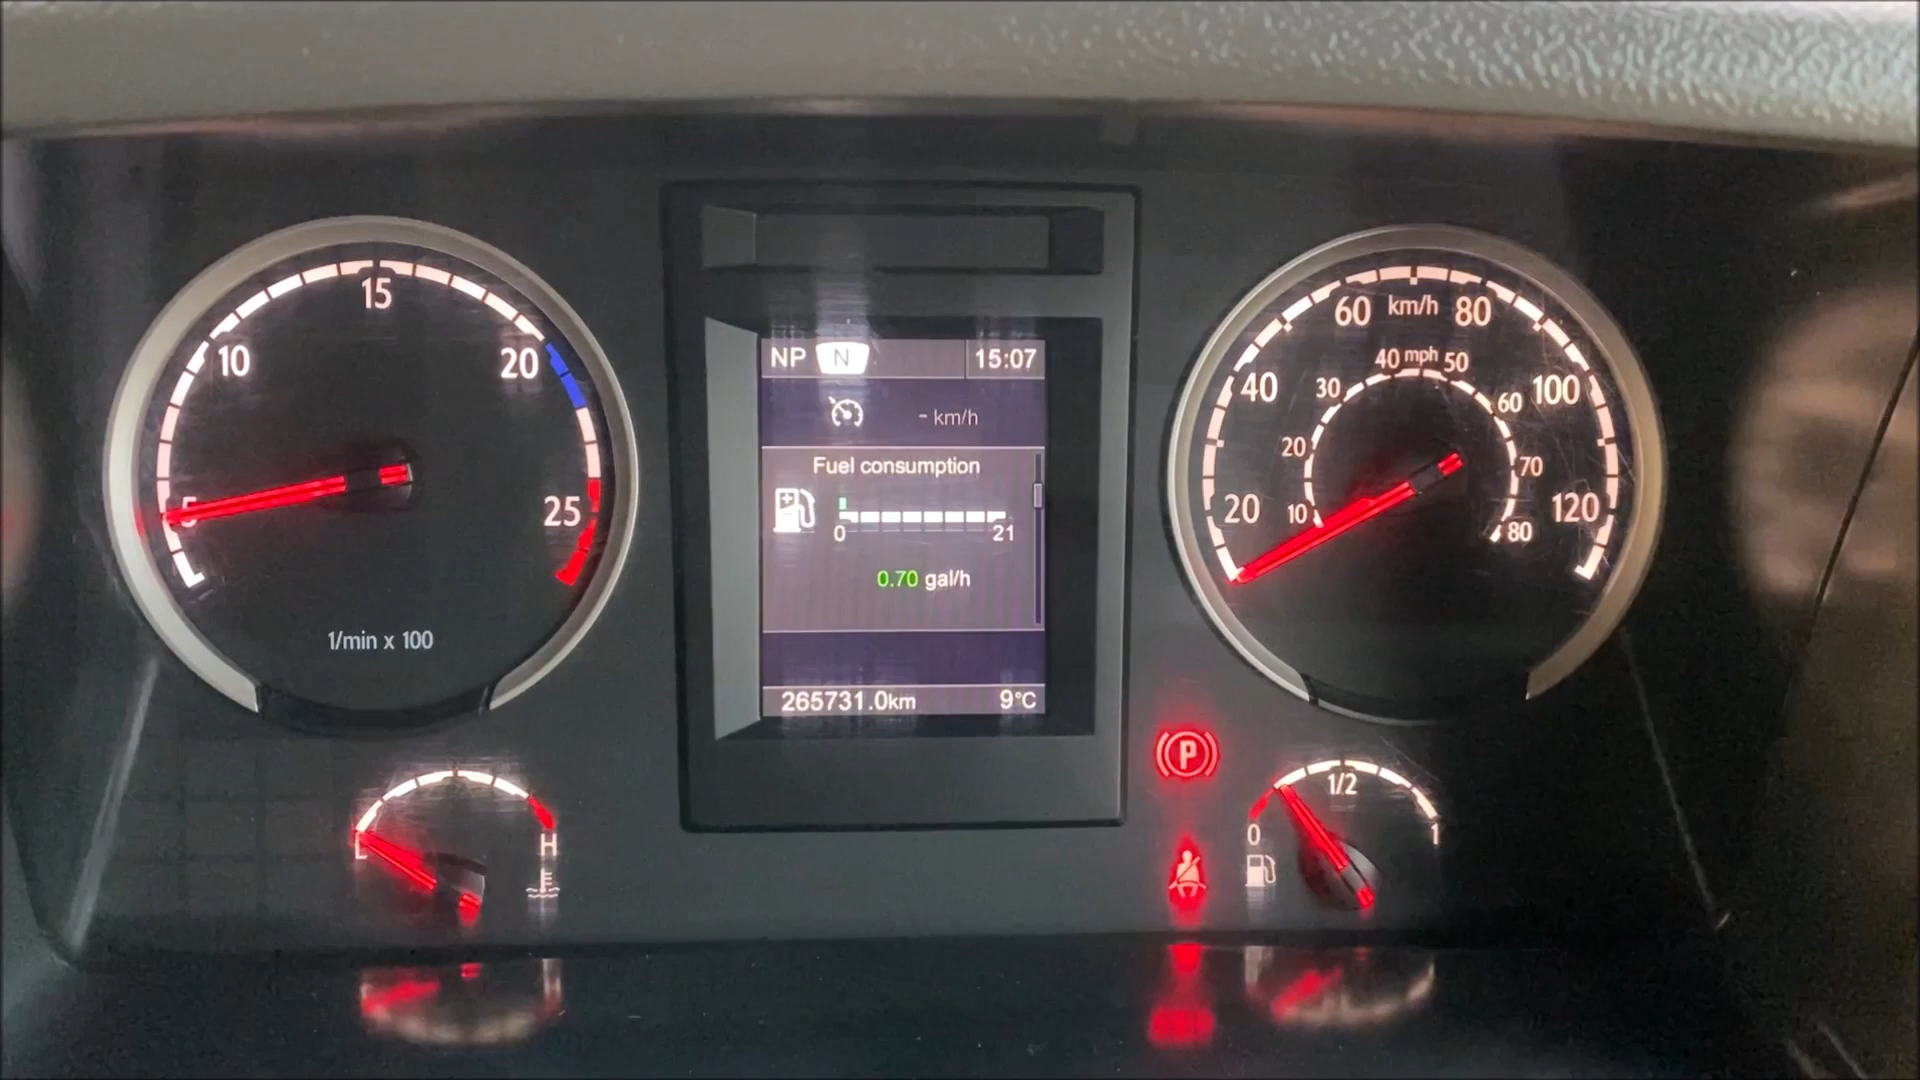 15
10
20
5
25
1/min x 100
NP N 15:07
- km/h
Fuel consumption
0 21
0.70 gal/h
265731.0km 9°C
60 km/h 80
40 mph 50
40 30 60 100
20 70
20 10 80 120
L H
P
1/2
0 1